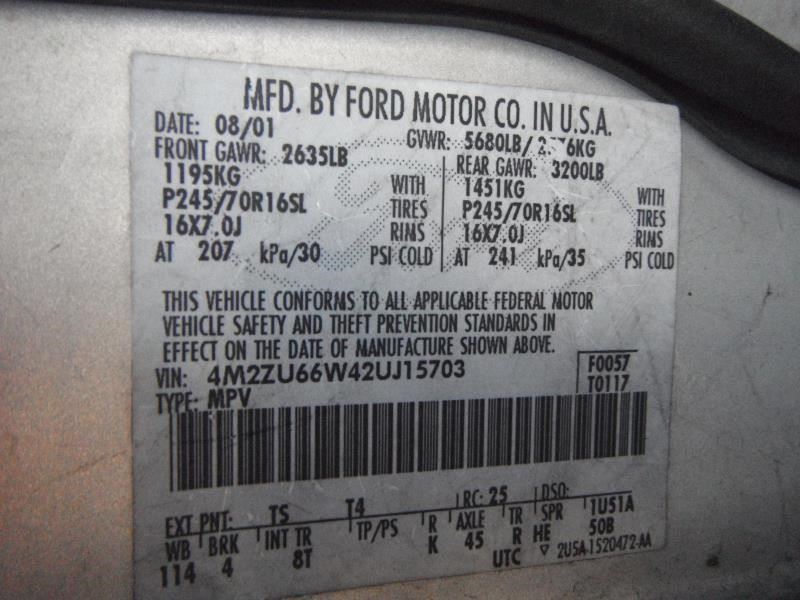 MFD. BY FORD MOTOR CO. IN U.S.A.
DATE: 08/01 GVWR: 5680LB/
FRONT GAWR: 2635LB REAR GAWR: 3200LB
1195KG WITH 1451KG WITH
P245/70R16SL TIRES P245/70R16SL TIRES
16X7.0J RIMS 16X7.0J RIMS
AT 207 kPa/30 PSI COLD AT 241 kPa/35 PSI COLD
THIS VEHICLE CONFORMS TO ALL APPLICABLE FEDERAL MOTOR
VEHICLE SAFETY AND THEFT PREVENTION STANDARDS IN
EFFECT ON THE DATE OF MANUFACTURE SHOWN ABOVE.
VIN: 4M2ZU66W42UJ15703 F0057
TYPE: MPV T0117
EXT PNT: TS T4 RC: 25 DSO:
WB BRK INT TR TP/PS R AXLE TR SPR 1U51A
114 4 8T K 45 R HE 50B
UTC 2U5A-1520472-AA